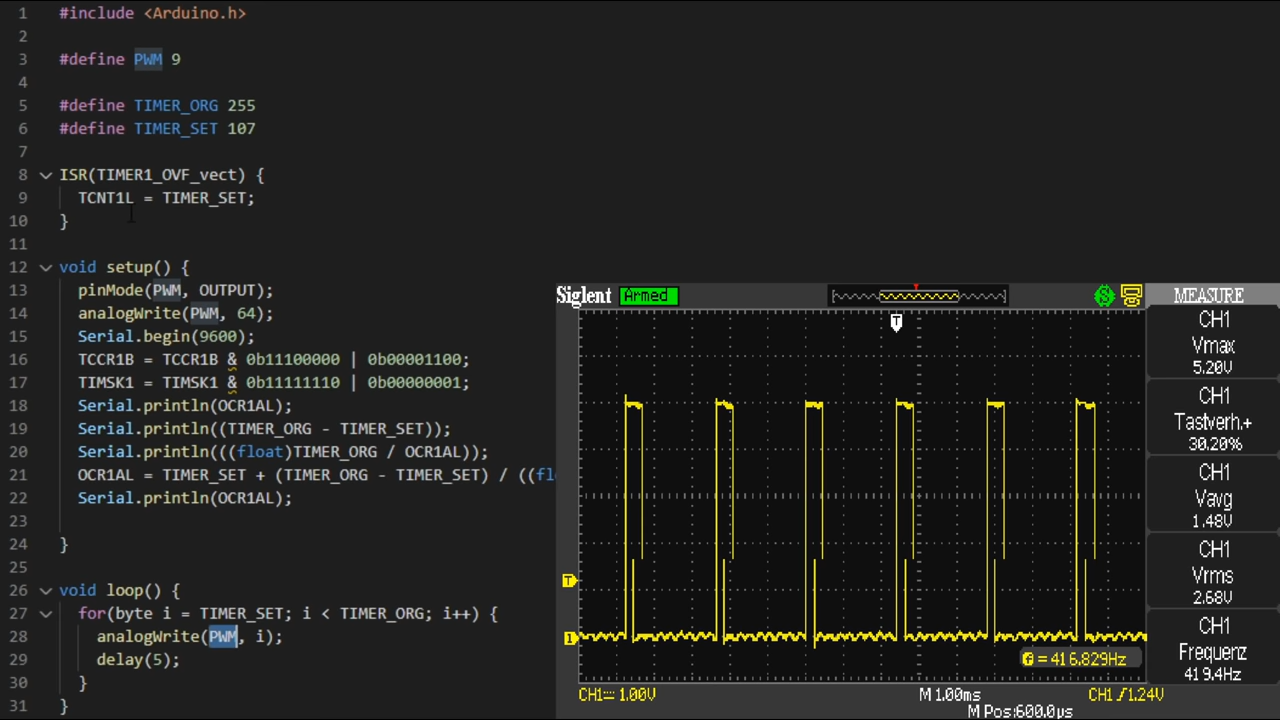 1 #include <Arduino.h>
2
3 #define PWM 9
4
5 #define TIMER_ORG 255
6 #define TIMER_SET 107
7
8 ISR(TIMER1_OVF_vect) {
9 TCNT1L = TIMER_SET;
10 }
11
12 void setup() {
13 pinMode(PWM, OUTPUT);
14 analogWrite(PWM, 64);
15 Serial.begin(9600);
16 TCCR1B = TCCR1B & 0b11100000 | 0b00001100;
17 TIMSK1 = TIMSK1 & 0b11111110 | 0b00000001;
18 Serial.println(OCR1AL);
19 Serial.println((TIMER_ORG - TIMER_SET));
20 Serial.println(((float)TIMER_ORG / OCR1AL));
21 OCR1AL = TIMER_SET + (TIMER_ORG - TIMER_SET) / ((flo
22 Serial.println(OCR1AL);
23
24 }
25
26 void loop() {
27 for(byte i = TIMER_SET; i < TIMER_ORG; i++) {
28 analogWrite(PWM, i);
29 delay(5);
30 }
31 }
Siglent Armed
T
S
T
1
f = 416.829Hz
CH1 1.00V
M 1.00ms
CH1 / 1.24V
M Pos:600.0µs
MEASURE
CH1
Vmax
5.20V
CH1
Tastverh.+
30.20%
CH1
Vavg
1.48V
CH1
Vrms
2.68V
CH1
Frequenz
419.4Hz